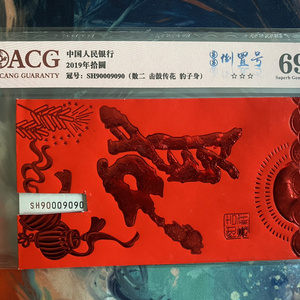 ACG
CANG GUARANTY
中国人民银行
2019年拾圆
冠号：SH90009090（数二 击鼓传花 豹子身）
倒置号
☆☆☆
69
Superb Gem
SH90009090